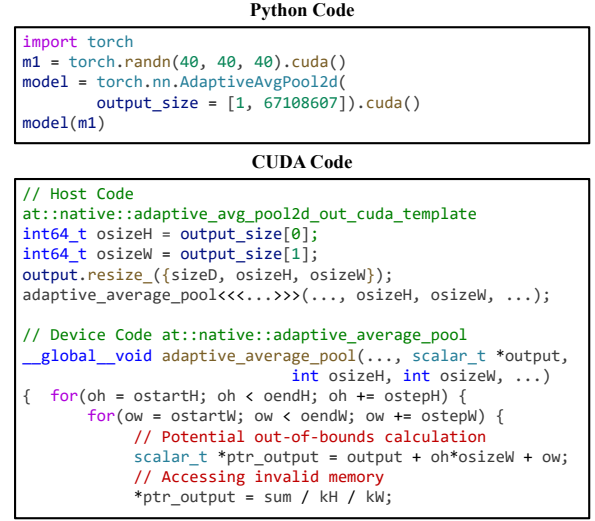 Python Code
import torch
m1 = torch.randn(40, 40, 40).cuda()
model = torch.nn.AdaptiveAvgPool2d(
        output_size = [1, 67108607]).cuda()
model(m1)
CUDA Code
// Host Code
at::native::adaptive_avg_pool2d_out_cuda_template
int64_t osizeH = output_size[0];
int64_t osizeW = output_size[1];
output.resize_({sizeD, osizeH, osizeW});
adaptive_average_pool<<<...>>>(..., osizeH, osizeW, ...);
// Device Code at::native::adaptive_average_pool
__global__void adaptive_average_pool(..., scalar_t *output,
                            int osizeH, int osizeW, ...)
{  for(oh = ostartH; oh < oendH; oh += ostepH) {
       for(ow = ostartW; ow < oendW; ow += ostepW) {
            // Potential out-of-bounds calculation
            scalar_t *ptr_output = output + oh*osizeW + ow;
            // Accessing invalid memory
            *ptr_output = sum / kH / kW;